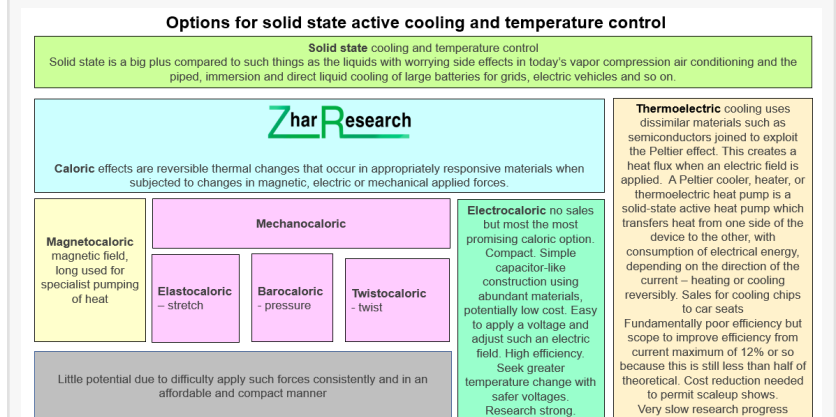 Options for solid state active cooling and temperature control
Solid state cooling and temperature control
Solid state is a big plus compared to such things as the liquids with worrying side effects in today's vapor compression air conditioning and the
piped, immersion and direct liquid cooling of large batteries for grids, electric vehicles and so on.
Zhar Research
Caloric effects are reversible thermal changes that occur in appropriately responsive materials when
subjected to changes in magnetic, electric or mechanical applied forces.
Magnetocaloric
magnetic field,
long used for
specialist pumping
of heat
Mechanocaloric
Elastocaloric
– stretch
Barocaloric
- pressure
Twistocaloric
- twist
Little potential due to difficulty apply such forces consistently and in an
affordable and compact manner
Electrocaloric no sales
but most the most
promising caloric option.
Compact. Simple
capacitor-like
construction using
abundant materials,
potentially low cost. Easy
to apply a voltage and
adjust such an electric
field. High efficiency.
Seek greater
temperature change with
safer voltages.
Research strong.
Thermoelectric cooling uses
dissimilar materials such as
semiconductors joined to exploit
the Peltier effect. This creates a
heat flux when an electric field is
applied. A Peltier cooler, heater, or
thermoelectric heat pump is a
solid-state active heat pump which
transfers heat from one side of the
device to the other, with
consumption of electrical energy,
depending on the direction of the
current – heating or cooling
reversibly. Sales for cooling chips
to car seats
Fundamentally poor efficiency but
scope to improve efficiency from
current maximum of 12% or so
because this is still less than half of
theoretical. Cost reduction needed
to permit scaleup shows.
Very slow research progress